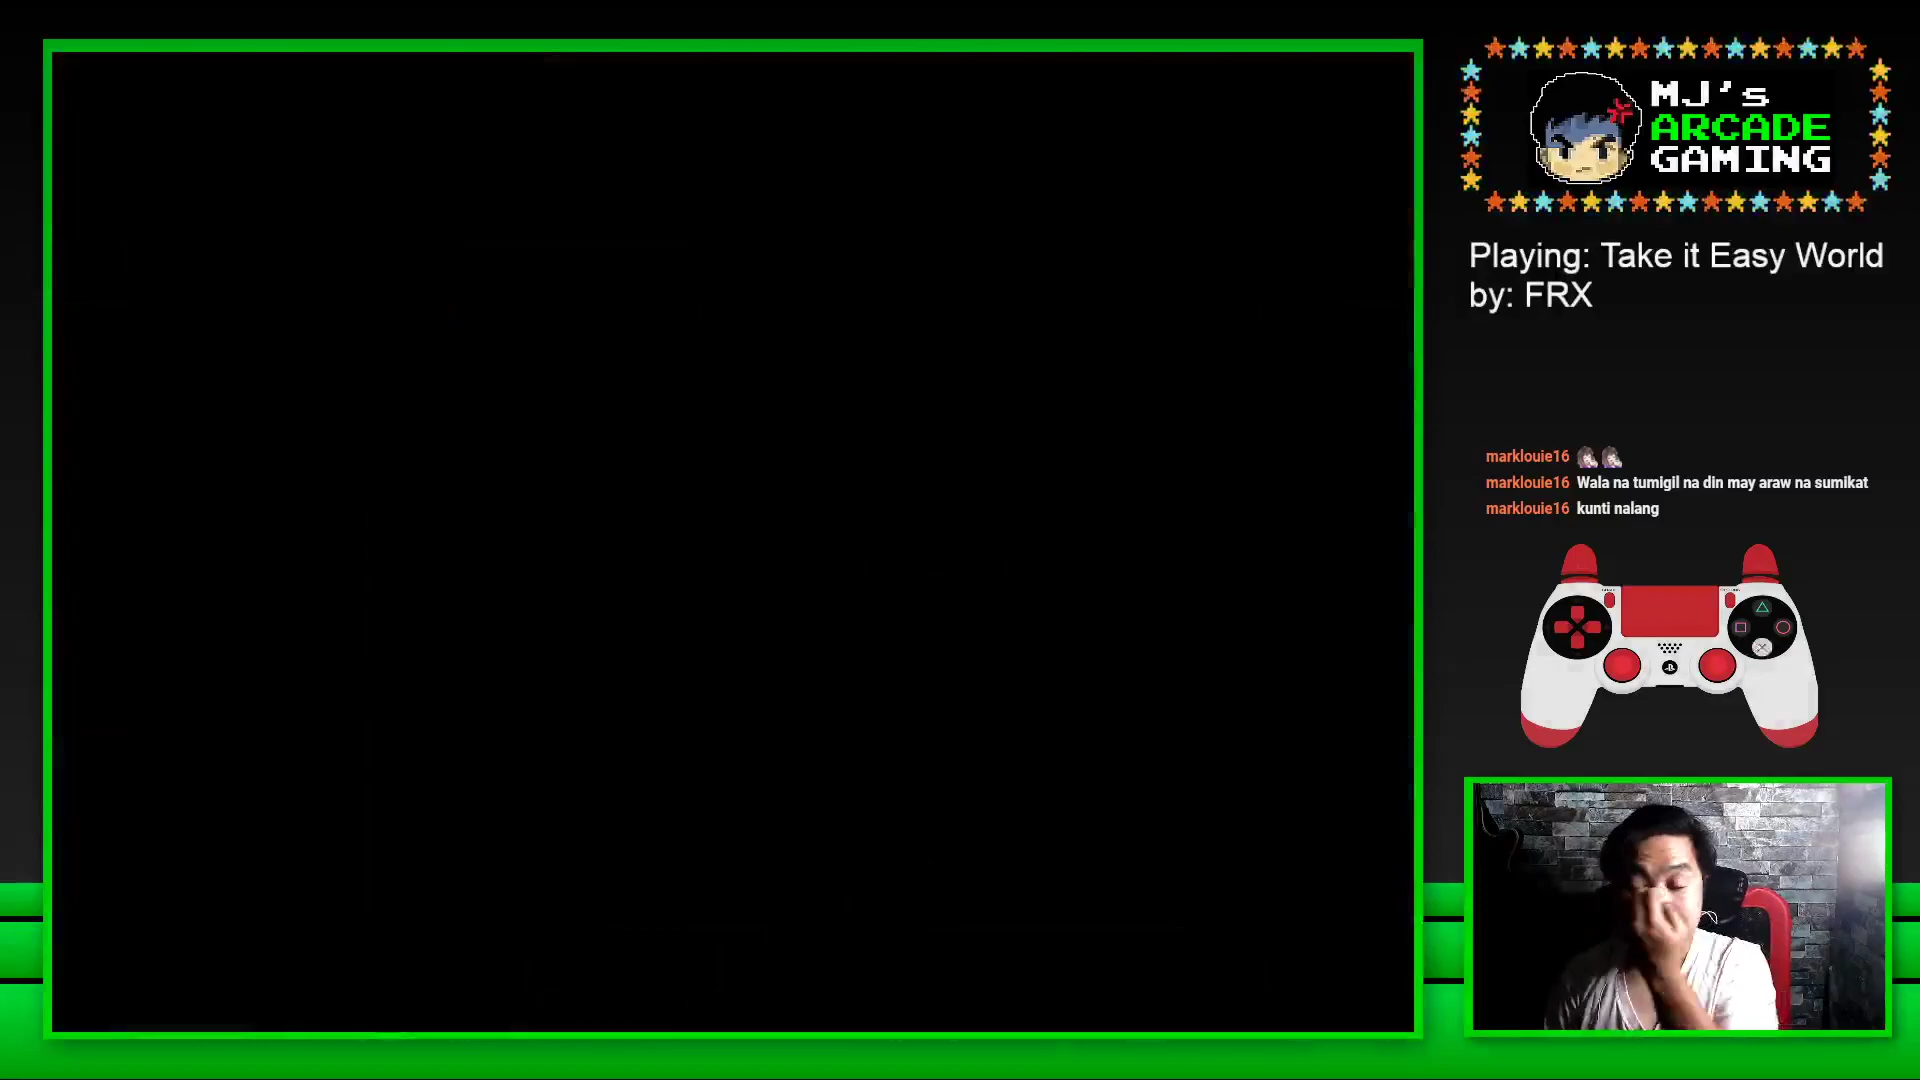 MJ's
ARCADE
GAMING
Playing: Take it Easy World
by: FRX
marklouie16
marklouie16 Wala na tumigil na din may araw na sumikat
marklouie16 kunti nalang